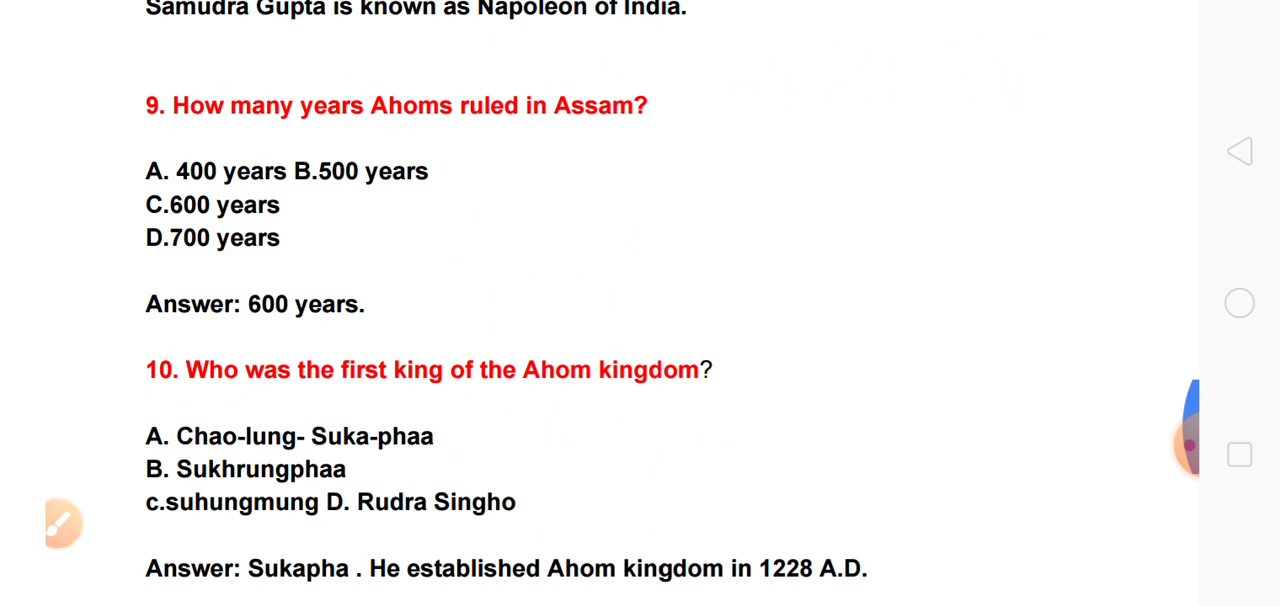 Samudra Gupta is known as Napoleon of India.
9. How many years Ahoms ruled in Assam?
A. 400 years B.500 years
C.600 years
D.700 years
Answer: 600 years.
10. Who was the first king of the Ahom kingdom?
A. Chao-lung- Suka-phaa
B. Sukhrungphaa
c.suhungmung D. Rudra Singho
Answer: Sukapha . He established Ahom kingdom in 1228 A.D.